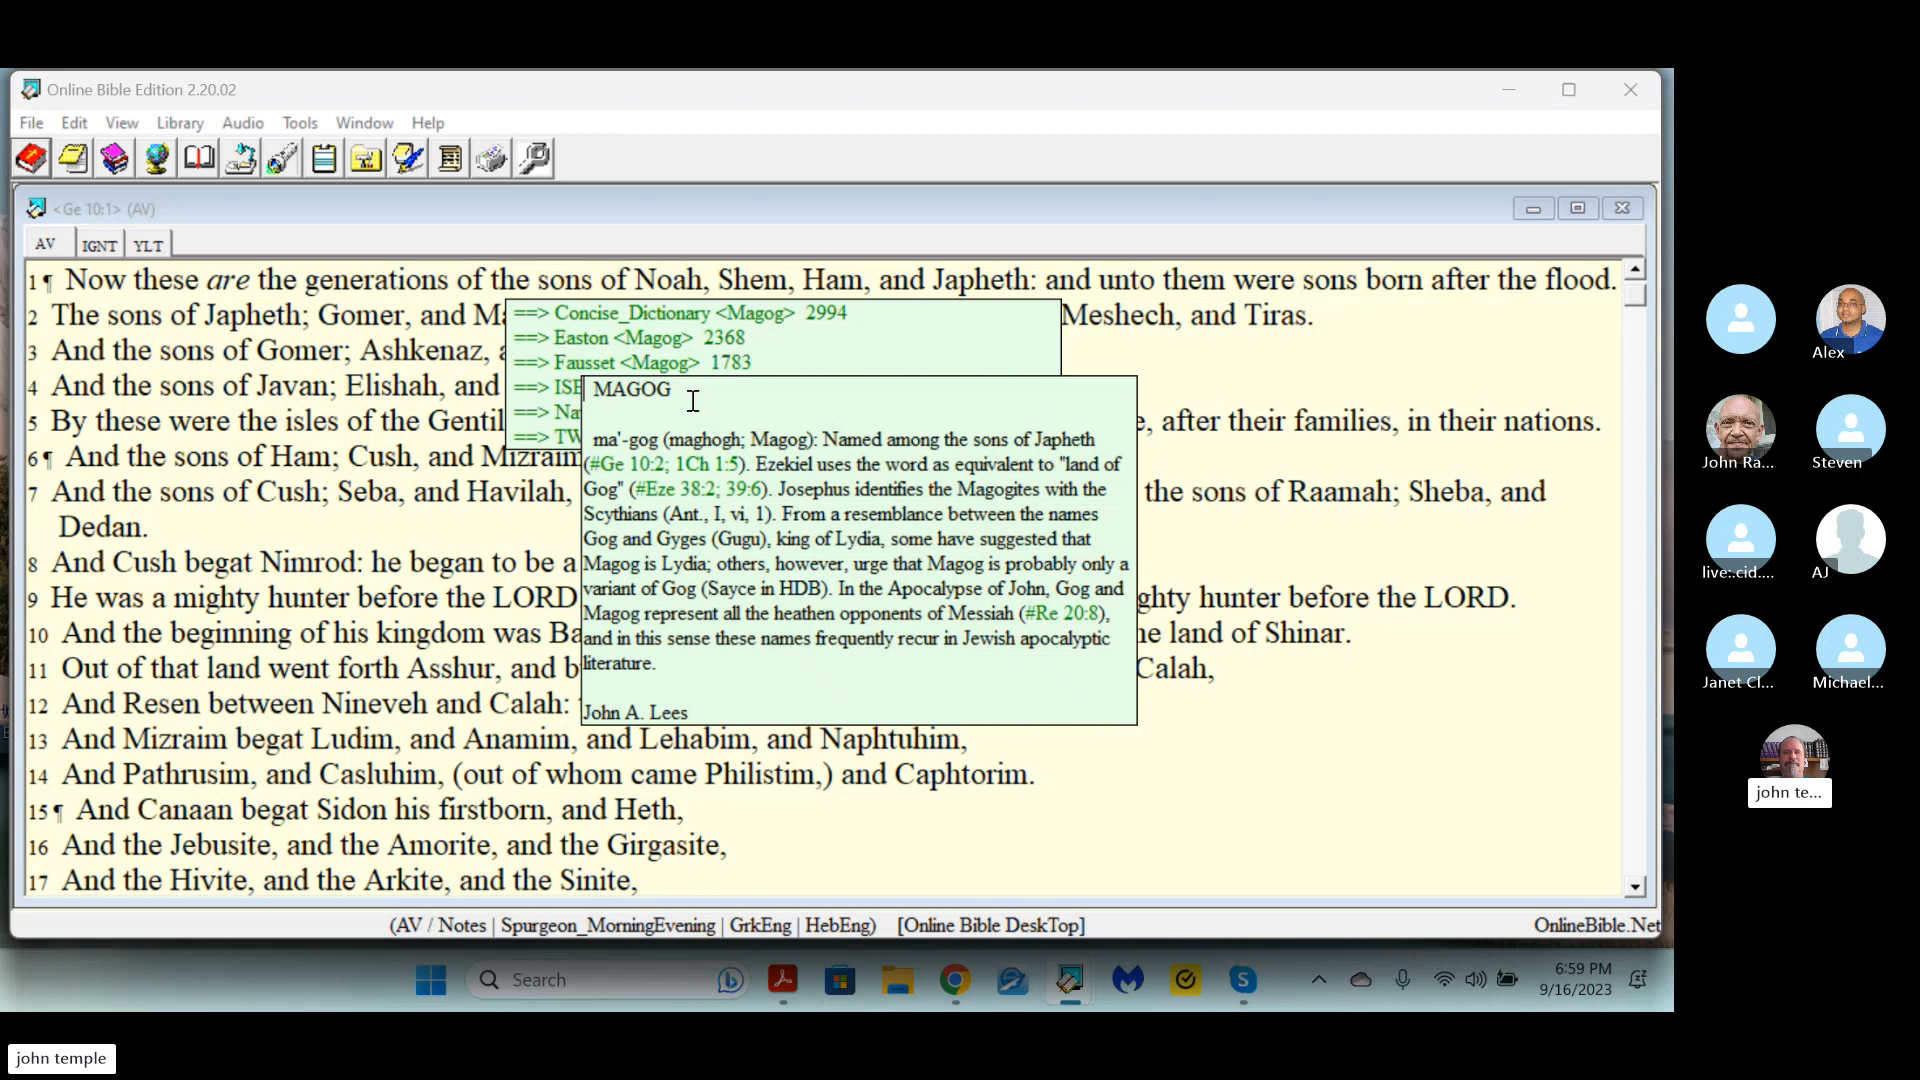 Online Bible Edition 2.20.02
File Edit View Library Audio Tools Window Help
<Ge 10:1> (AV)
AV IGNT YLT
1 ¶ Now these are the generations of the sons of Noah, Shem, Ham, and Japheth: and unto them were sons born after the flood.
2 The sons of Japheth; Gomer, and Ma Meshech, and Tiras.
3 And the sons of Gomer; Ashkenaz, a
4 And the sons of Javan; Elishah, and
5 By these were the isles of the Gentil e, after their families, in their nations.
6 ¶ And the sons of Ham; Cush, and Mizraim
7 And the sons of Cush; Seba, and Havilah, the sons of Raamah; Sheba, and
Dedan.
8 And Cush begat Nimrod: he began to be a
9 He was a mighty hunter before the LORD ghty hunter before the LORD.
10 And the beginning of his kingdom was Ba he land of Shinar.
11 Out of that land went forth Asshur, and b Calah,
12 And Resen between Nineveh and Calah:
13 And Mizraim begat Ludim, and Anamim, and Lehabim, and Naphtuhim,
14 And Pathrusim, and Casluhim, (out of whom came Philistim,) and Caphtorim.
15 ¶ And Canaan begat Sidon his firstborn, and Heth,
16 And the Jebusite, and the Amorite, and the Girgasite,
17 And the Hivite, and the Arkite, and the Sinite,
==> Concise_Dictionary <Magog> 2994
==> Easton <Magog> 2368
==> Fausset <Magog> 1783
==> ISB
==> Na
==> TW
MAGOG
ma'-gog (maghogh; Magog): Named among the sons of Japheth
(#Ge 10:2; 1Ch 1:5). Ezekiel uses the word as equivalent to "land of
Gog" (#Eze 38:2; 39:6). Josephus identifies the Magogites with the
Scythians (Ant., I, vi, 1). From a resemblance between the names
Gog and Gyges (Gugu), king of Lydia, some have suggested that
Magog is Lydia; others, however, urge that Magog is probably only a
variant of Gog (Sayce in HDB). In the Apocalypse of John, Gog and
Magog represent all the heathen opponents of Messiah (#Re 20:8),
and in this sense these names frequently recur in Jewish apocalyptic
literature.
John A. Lees
(AV / Notes | Spurgeon_MorningEvening | GrkEng | HebEng) [Online Bible DeskTop] OnlineBible.Net
Search
6:59 PM
9/16/2023
Alex
John Ra...
Steven
live:.cid....
AJ
Janet Cl...
Michael...
john te...
john temple